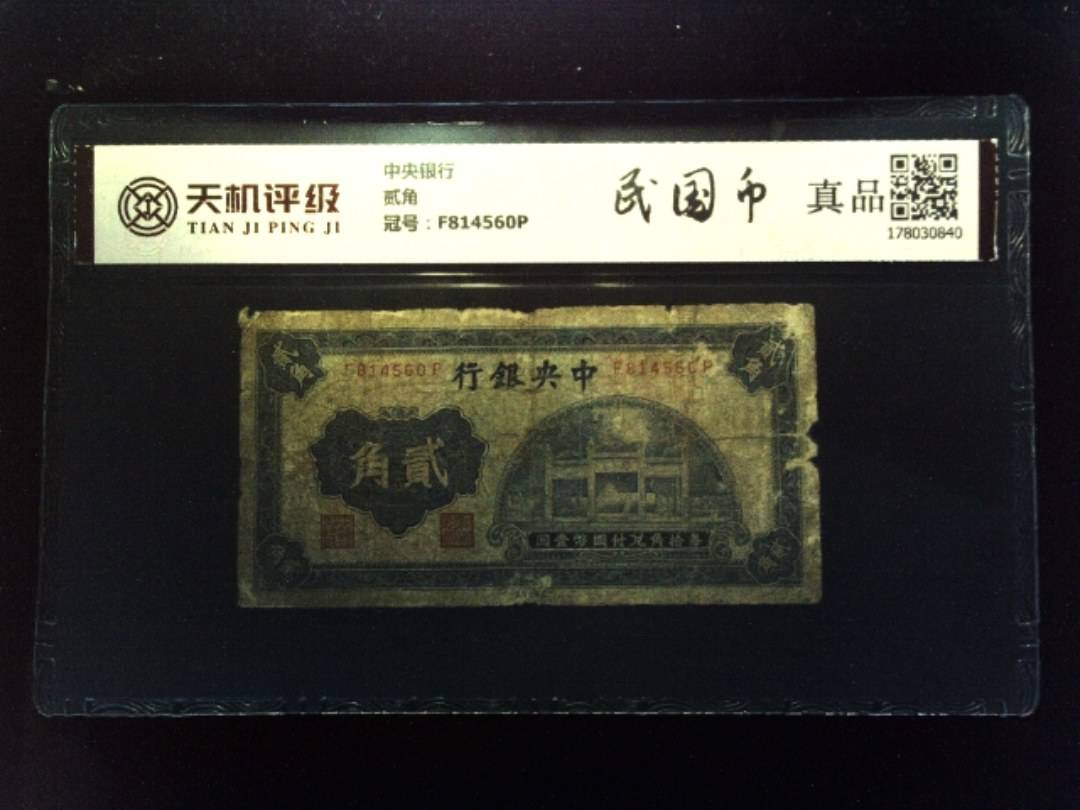 天机评级
TIAN JI PING JI
中央银行
贰角
冠号：F814560P
民国币
真品
178030840
F814560P
行銀央中
F814560P
角貳